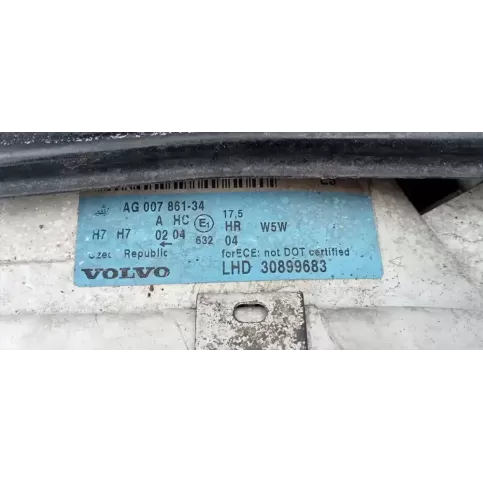 AG 007 861-34
A HC E1 17,5
H7 H7 02 04 HR W5W
632 04
Czec Republic forECE: not DOT certified
VOLVO LHD 30899683